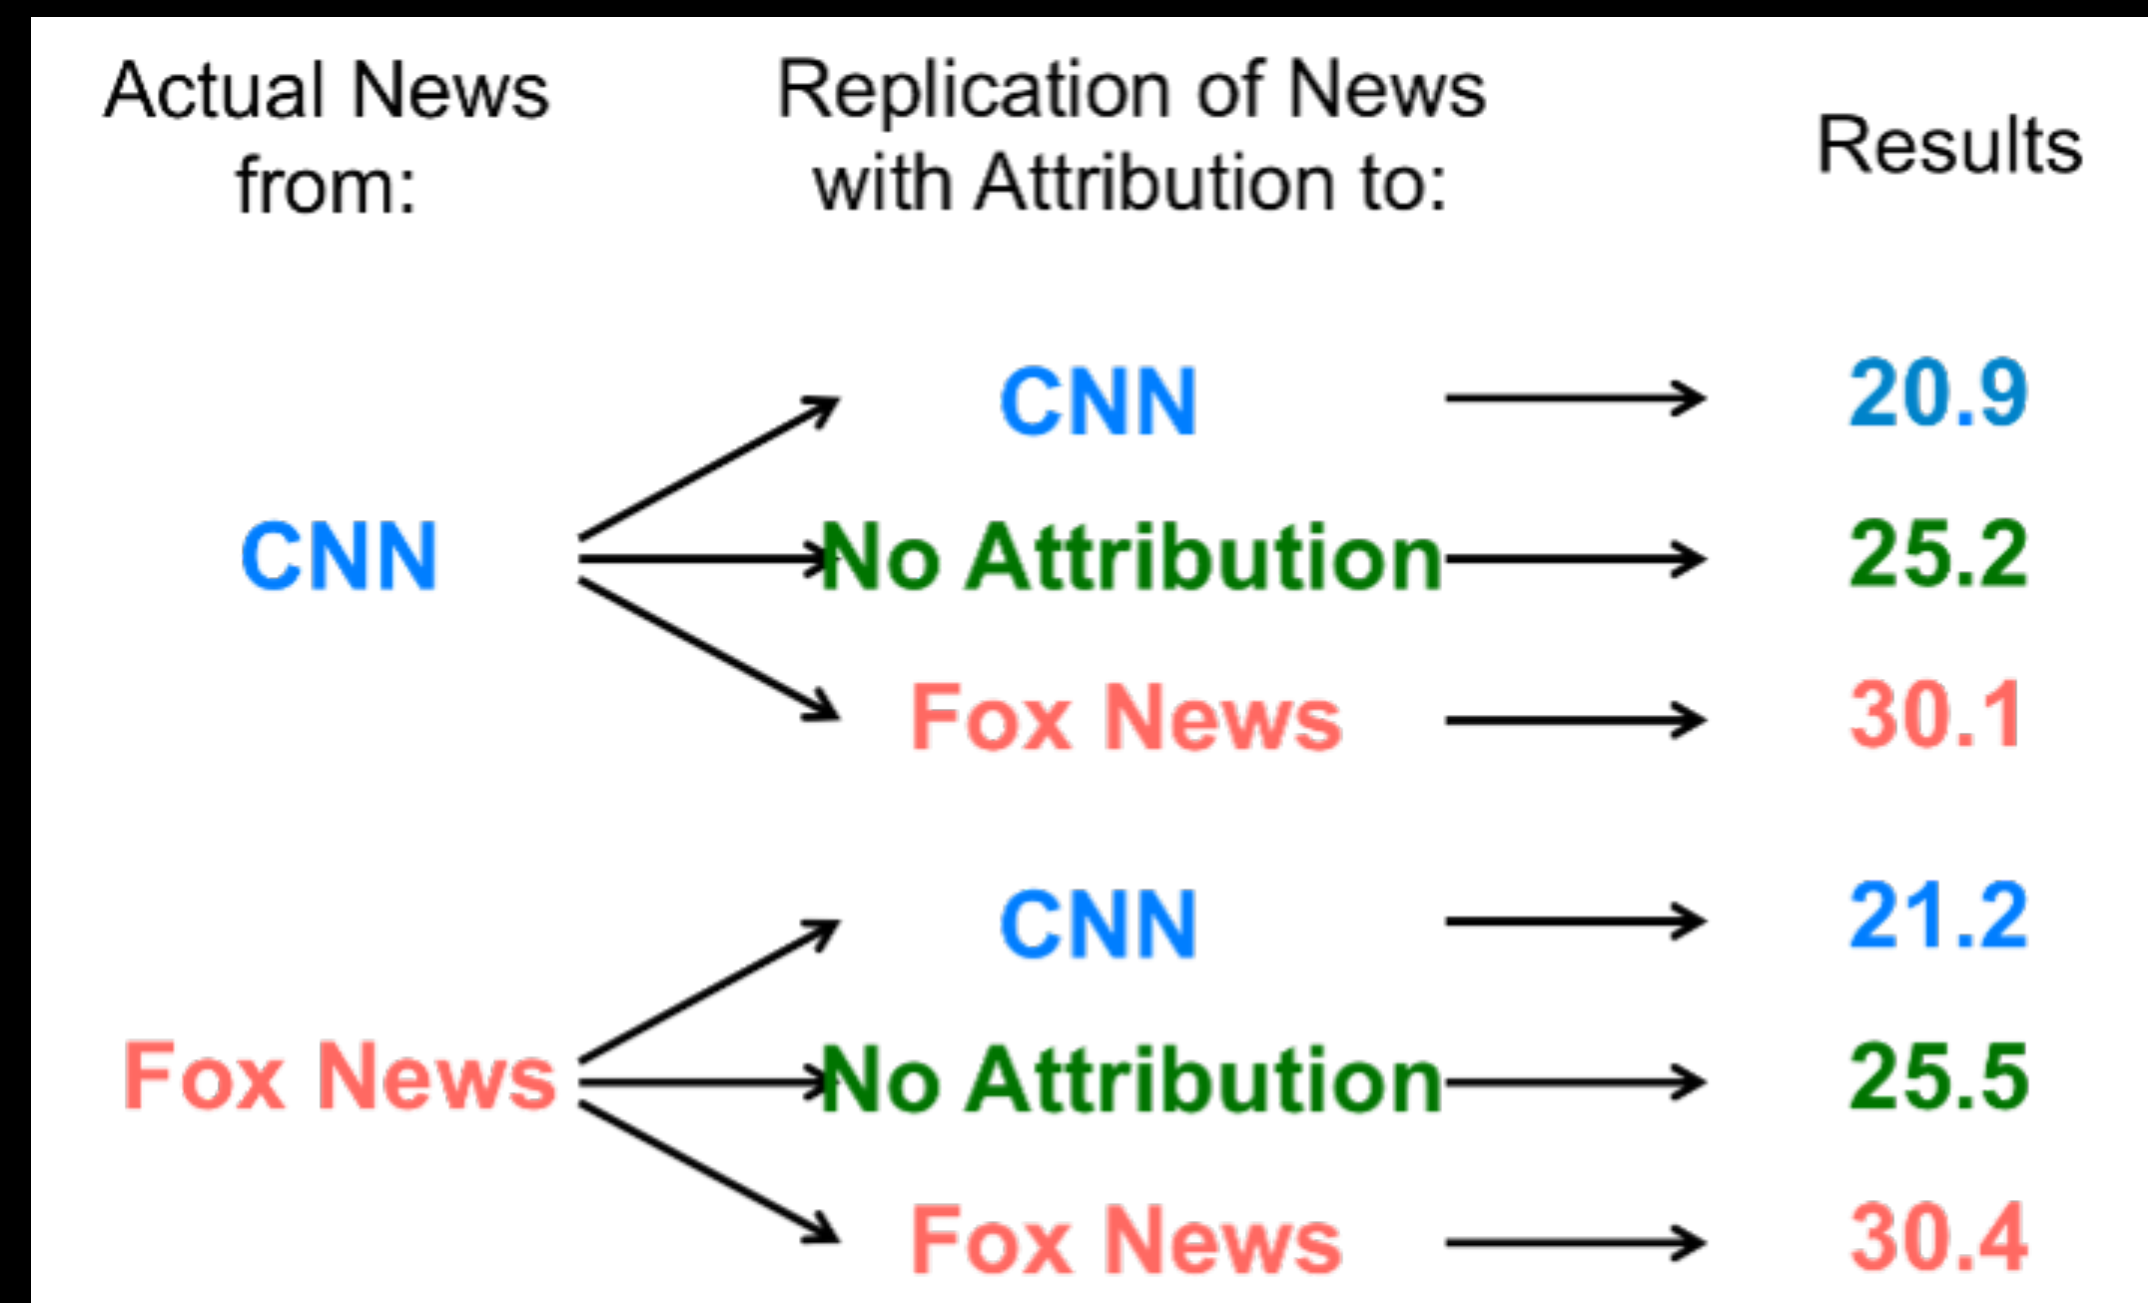 Actual News
from:
Replication of News
with Attribution to:
Results
CNN
CNN
20.9
No Attribution
25.2
Fox News
30.1
Fox News
CNN
21.2
No Attribution
25.5
Fox News
30.4